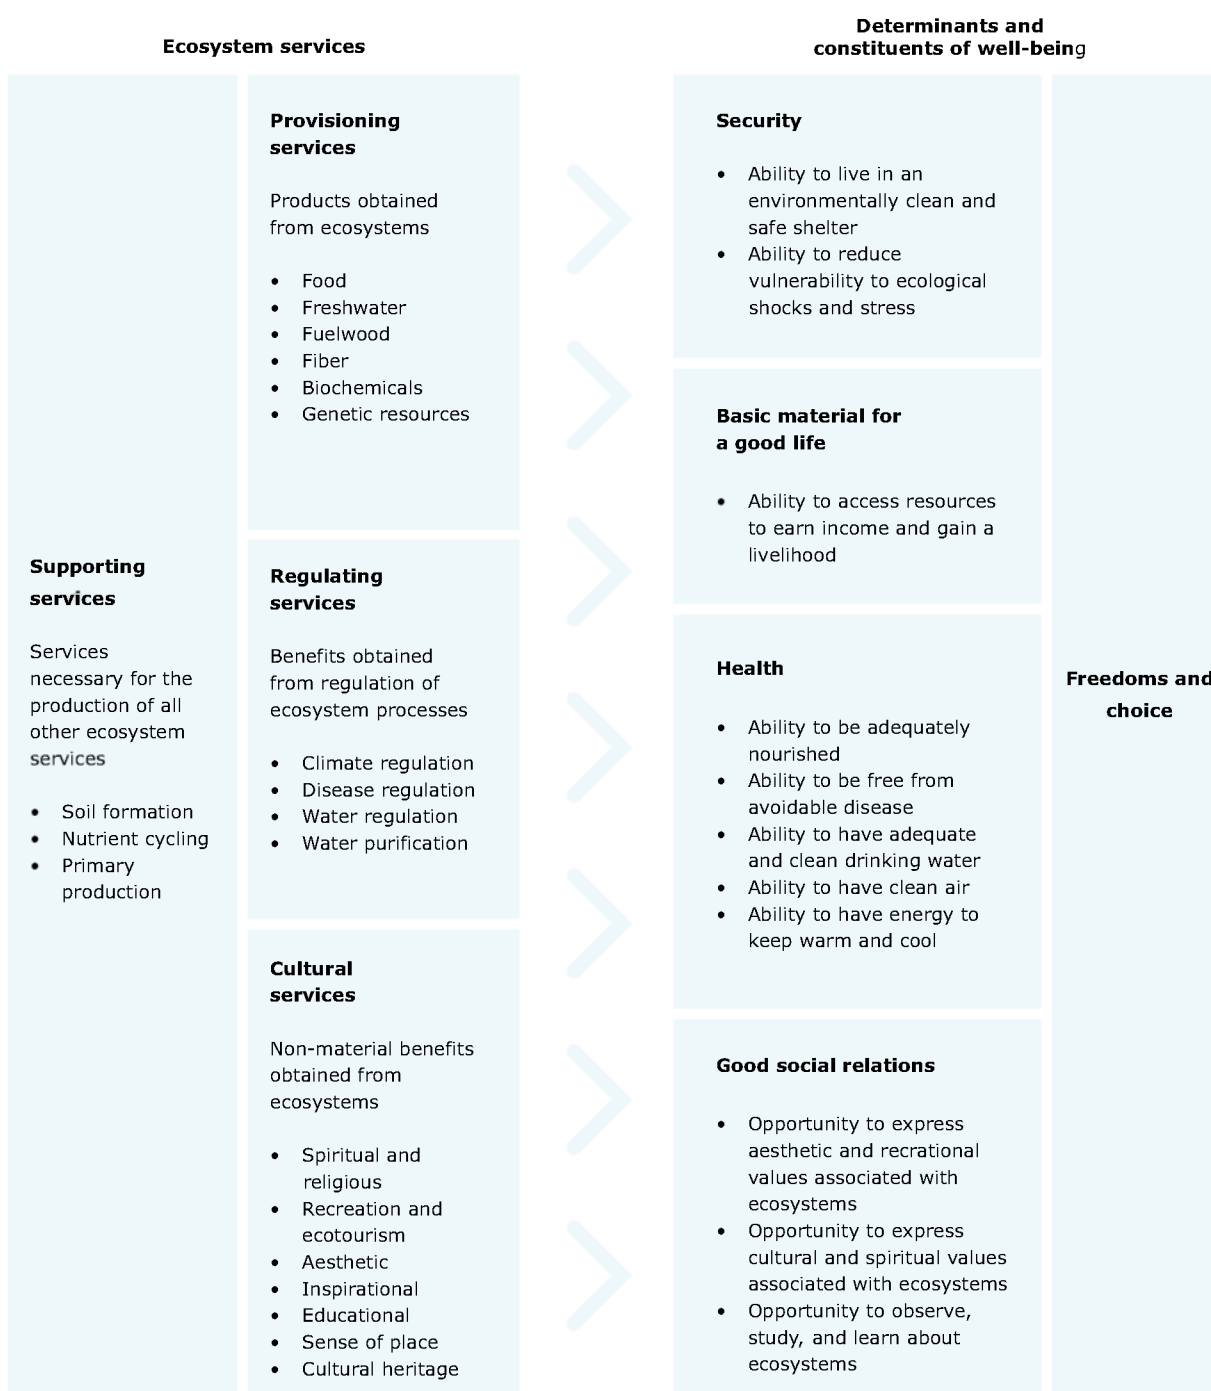 Ecosystem services
Determinants and
constituents of well-being
Supporting
services
Services
necessary for the
production of all
other ecosystem
services
• Soil formation
• Nutrient cycling
• Primary
production
Provisioning
services
Products obtained
from ecosystems
• Food
• Freshwater
• Fuelwood
• Fiber
• Biochemicals
• Genetic resources
Regulating
services
Benefits obtained
from regulation of
ecosystem processes
• Climate regulation
• Disease regulation
• Water regulation
• Water purification
Cultural
services
Non-material benefits
obtained from
ecosystems
• Spiritual and
religious
• Recreation and
ecotourism
• Aesthetic
• Inspirational
• Educational
• Sense of place
• Cultural heritage
Security
• Ability to live in an
environmentally clean and
safe shelter
• Ability to reduce
vulnerability to ecological
shocks and stress
Basic material for
a good life
• Ability to access resources
to earn income and gain a
livelihood
Health
• Ability to be adequately
nourished
• Ability to be free from
avoidable disease
• Ability to have adequate
and clean drinking water
• Ability to have clean air
• Ability to have energy to
keep warm and cool
Good social relations
• Opportunity to express
aesthetic and recrational
values associated with
ecosystems
• Opportunity to express
cultural and spiritual values
associated with ecosystems
• Opportunity to observe,
study, and learn about
ecosystems
Freedoms and
choice